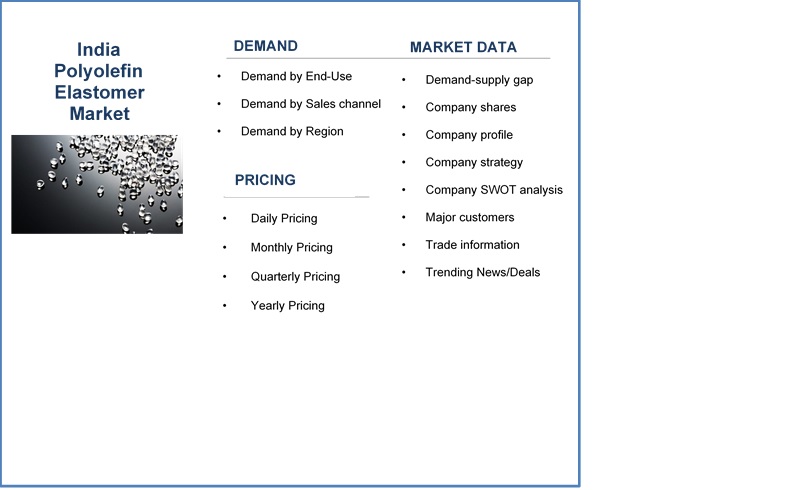 India
Polyolefin
Elastomer
Market
DEMAND
• Demand by End-Use
• Demand by Sales channel
• Demand by Region
PRICING
• Daily Pricing
• Monthly Pricing
• Quarterly Pricing
• Yearly Pricing
MARKET DATA
• Demand-supply gap
• Company shares
• Company profile
• Company strategy
• Company SWOT analysis
• Major customers
• Trade information
• Trending News/Deals